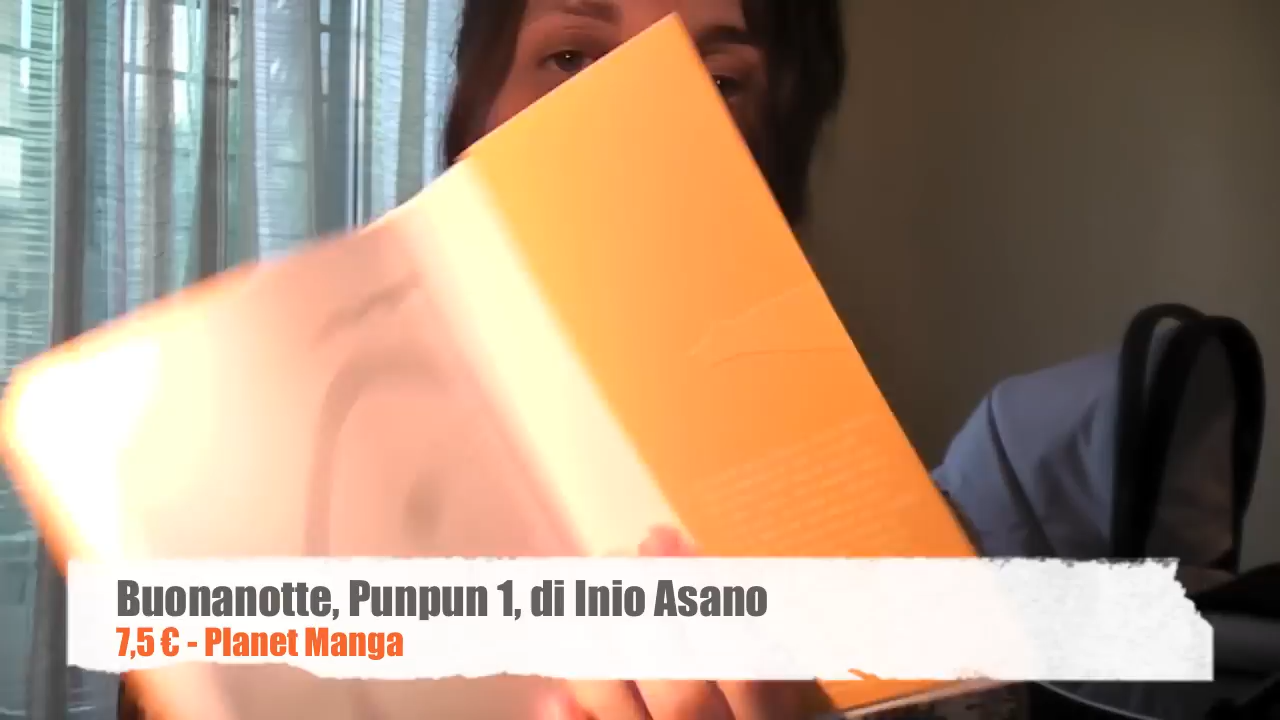 Buonanotte, Punpun 1, di Inio Asano
7,5 € - Planet Manga